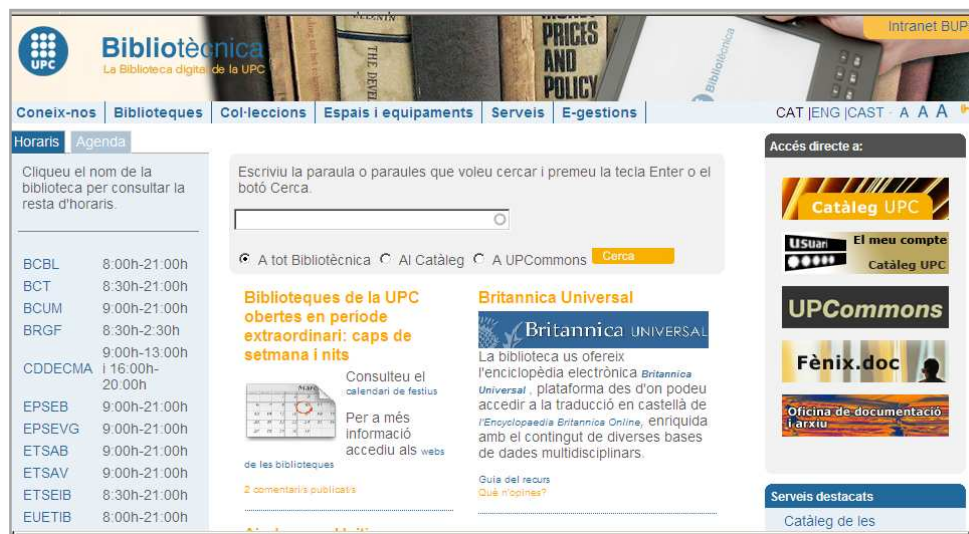 Intranet BUP
UPC
Bibliotècnica
La Biblioteca digital de la UPC
THE DEVEL
PRICES
AND
POLICY
Bibliotècnica
Coneix-nos Biblioteques Col·leccions Espais i equipaments Serveis E-gestions
CAT |ENG |CAST · A A A
Horaris Agenda
Cliqueu el nom de la
biblioteca per consultar la
resta d'horaris.
BCBL 8:00h-21:00h
BCT 8:30h-21:00h
BCUM 9:00h-21:00h
BRGF 8:30h-2:30h
CDDECMA 9:00h-13:00h
i 16:00h-
20:00h
EPSEB 9:00h-21:00h
EPSEVG 9:00h-21:00h
ETSAB 9:00h-21:00h
ETSAV 9:00h-21:00h
ETSEIB 8:30h-21:00h
EUETIB 8:00h-21:00h
Escriviu la paraula o paraules que voleu cercar i premeu la tecla Enter o el
botó Cerca.
A tot Bibliotècnica Al Catàleg A UPCommons Cerca
Biblioteques de la UPC
obertes en període
extraordinari: caps de
setmana i nits
Març
Consulteu el
calendari de festius
Per a més
informació
accediu als webs
de les biblioteques
2 comentari/s publicat/s
Britannica Universal
Britannica UNIVERSAL
La biblioteca us ofereix
l'enciclopèdia electrònica Britannica
Universal , plataforma des d'on podeu
accedir a la traducció en castellà de
l'Encyclopaedia Britannica Online, enriquida
amb el contingut de diverses bases
de dades multidisciplinars.
Guia del recurs
Què n'opines?
Accés directe a:
Catàleg UPC
Usuari El meu compte
Catàleg UPC
UPCommons
Fènix.doc
Oficina de documentació
i arxiu
Serveis destacats
Catàleg de les